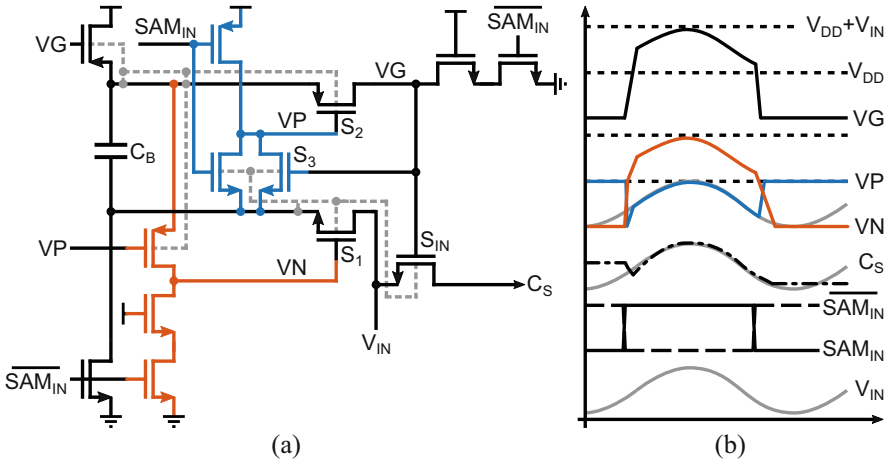 SAM_IN
SAM_IN
VG
VG
VP
S_2
C_B
S_3
S_IN
VP
S_1
VN
C_S
V_IN
SAM_IN
(a)
V_DD+V_IN
V_DD
VG
VP
VN
C_S
SAM_IN
SAM_IN
V_IN
(b)